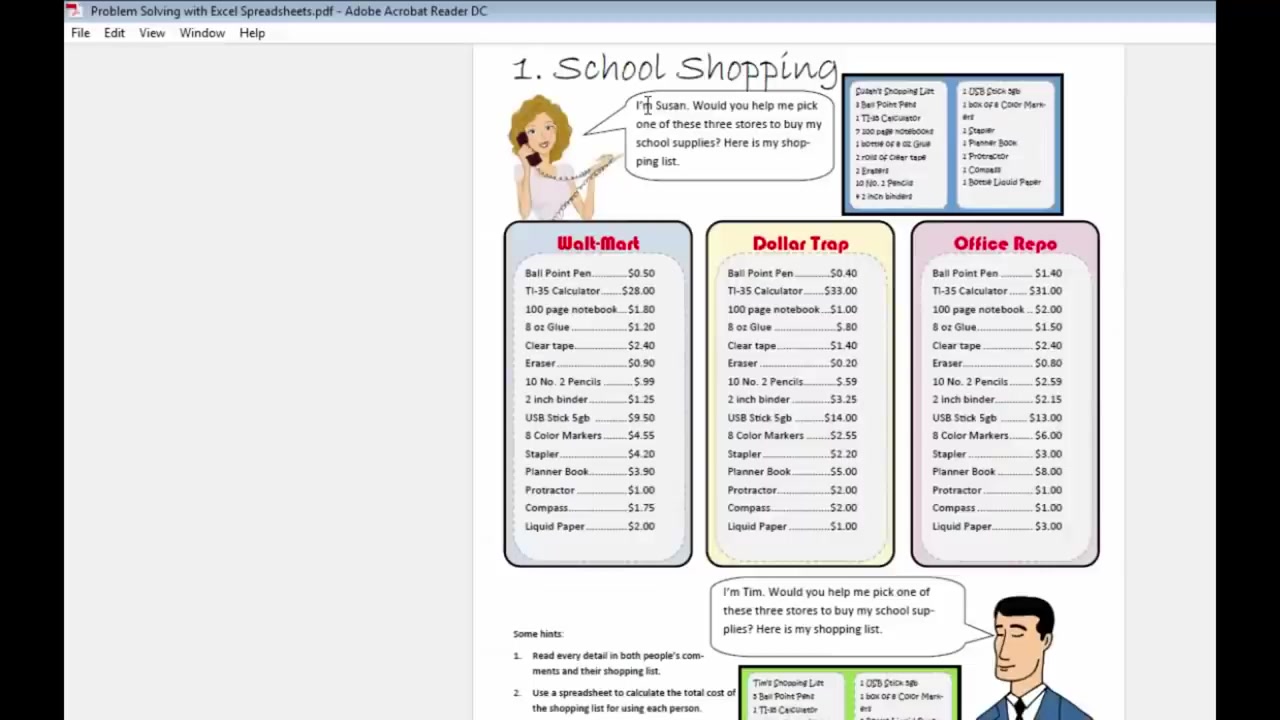 Problem Solving with Excel Spreadsheets.pdf - Adobe Acrobat Reader DC
File Edit View Window Help
1. School Shopping
I'm Susan. Would you help me pick
one of these three stores to buy my
school supplies? Here is my shop-
ping list.
Susan's Shopping List
3 Ball Point Pens
1 TI-35 Calculator
7 100 page notebooks
1 bottle of 8 oz Glue
2 rolls of clear tape
2 Erasers
10 No. 2 Pencils
4 2 inch binders
1 USB Stick 5gb
1 box of 8 Color Mark-
ers
1 Stapler
1 Planner Book
1 Protractor
1 Compass
1 Bottle Liquid Paper
Walt-Mart
Ball Point Pen..............$0.50
TI-35 Calculator.......$28.00
100 page notebook...$1.80
8 oz Glue....................$1.20
Clear tape...................$2.40
Eraser.........................$0.90
10 No. 2 Pencils .........$.99
2 inch binder..............$1.25
USB Stick 5gb ...........$9.50
8 Color Markers ........$4.55
Stapler.......................$4.20
Planner Book.............$3.90
Protractor ..................$1.00
Compass.....................$1.75
Liquid Paper..............$2.00
Dollar Trap
Ball Point Pen.............$0.40
TI-35 Calculator.......$33.00
100 page notebook...$1.00
8 oz Glue ....................$.80
Clear tape...................$1.40
Eraser ........................$0.20
10 No. 2 Pencils.........$.59
2 inch binder .............$3.25
USB Stick 5gb ..........$14.00
8 Color Markers ........$2.55
Stapler .......................$2.20
Planner Book.............$5.00
Protractor...................$2.00
Compass.....................$2.00
Liquid Paper ..............$1.00
Office Repo
Ball Point Pen ........... $1.40
TI-35 Calculator ...... $31.00
100 page notebook .. $2.00
8 oz Glue.................... $1.50
Clear tape .................. $2.40
Eraser......................... $0.80
10 No. 2 Pencils........ $2.59
2 inch binder............. $2.15
USB Stick 5gb .......... $13.00
8 Color Markers........ $6.00
Stapler ....................... $3.00
Planner Book ............ $8.00
Protractor .................. $1.00
Compass .................... $1.00
Liquid Paper.............. $3.00
I'm Tim. Would you help me pick one of
these three stores to buy my school sup-
plies? Here is my shopping list.
Some hints:
1. Read every detail in both people's com-
ments and their shopping list.
2. Use a spreadsheet to calculate the total cost of
the shopping list for using each person.
Tim's Shopping List
3 Ball Point Pens
1 TI-35 Calculator
1 USB Stick 5gb
1 box of 8 Color Mark-
ers